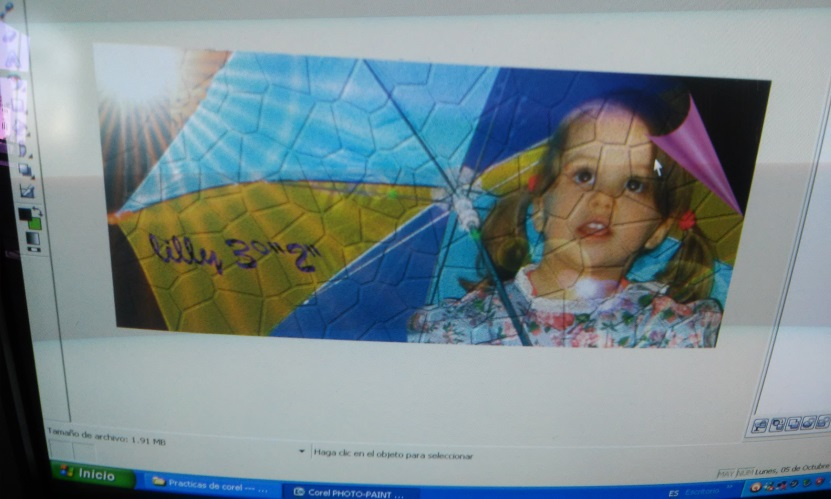 lilly 3º"2"
Tamaño de archivo: 1.91 MB
Haga clic en el objeto para seleccionar
Lunes, 05 de Octubre
Inicio
Practicas de corel --- ...
Corel PHOTO-PAINT ...
ES